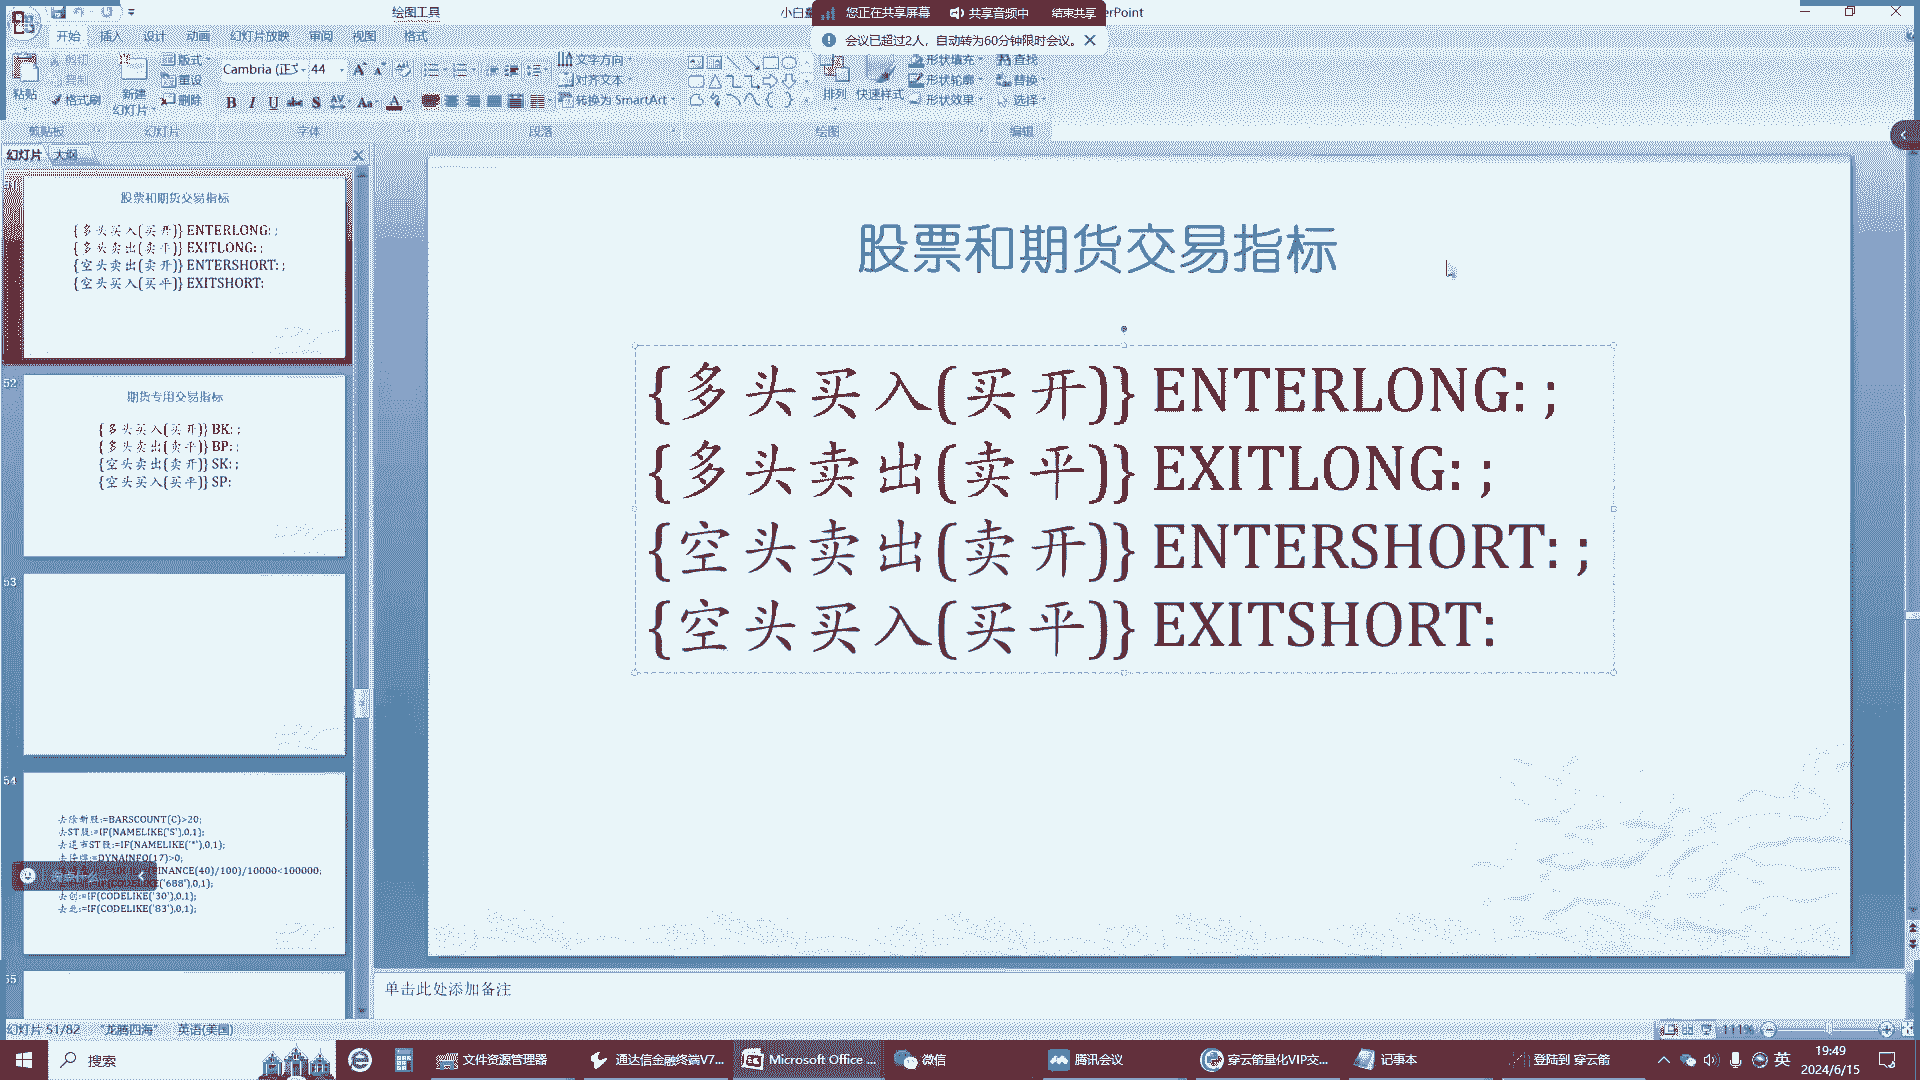 绘图工具
小白
您正在共享屏幕 共享音频中 结束共享
erPoint
开始 插入 设计 动画 幻灯片放映 审阅 视图 格式
会议已超过2人，自动转为60分钟限时会议。
粘贴 剪切 复制 格式刷
新建 幻灯片 版式 重设 删除
Cambria (正文 44
文字方向
对齐文本
转换为 SmartArt
排列 快速样式
形状填充
形状轮廓
形状效果
查找
替换
选择
剪贴板 幻灯片 字体 段落 绘图 编辑
幻灯片 大纲
股票和期货交易指标
{多头买入(买开)} ENTERLONG: ;
{多头卖出(卖平)} EXITLONG: ;
{空头卖出(卖开)} ENTERSHORT: ;
{空头买入(买平)} EXITSHORT:
52
期货专用交易指标
{多头买入(买开)} BK: ;
{多头卖出(卖平)} BP: ;
{空头卖出(卖开)} SK: ;
{空头买入(买平)} SP:
53
54
去除新股:=BARSCOUNT(C)>20;
去ST股:=IF(NAMELIKE('S'),0,1);
去退市ST股:=IF(NAMELIKE('*'),0,1);
去停牌:=DYNAINFO(17)>0;
INANCE(40)/100)/10000<100000;
=IF(CODELIKE('688'),0,1);
去创:=IF(CODELIKE('30'),0,1);
去北:=IF(CODELIKE('83'),0,1);
说点什么...
55
股票和期货交易指标
{多头买入(买开)} ENTERLONG: ;
{多头卖出(卖平)} EXITLONG: ;
{空头卖出(卖开)} ENTERSHORT: ;
{空头买入(买平)} EXITSHORT:
单击此处添加备注
幻灯片 51/82 "龙腾四海" 英语(美国)
111%
搜索
文件资源管理器
通达信金融终端V7...
Microsoft Office ...
微信
腾讯会议
穿云箭量化VIP交...
记事本
登陆到 穿云箭
英
19:49
2024/6/15